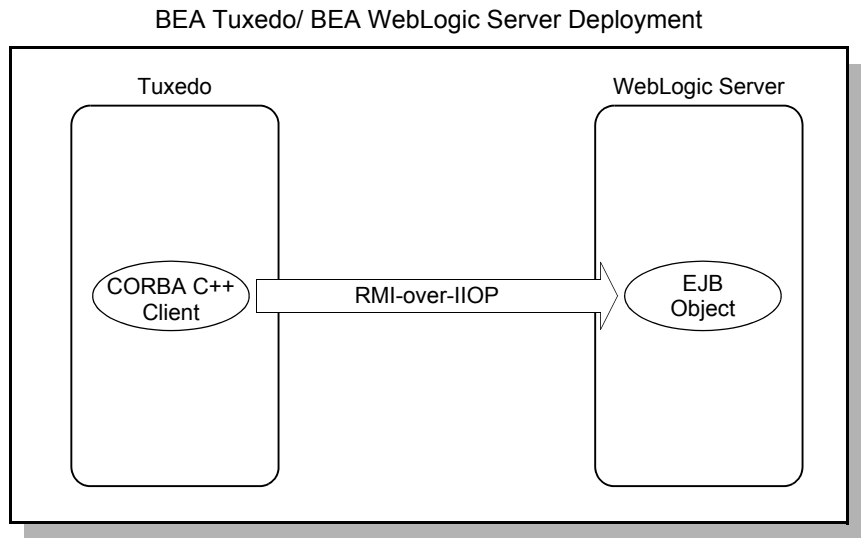 BEA Tuxedo/ BEA WebLogic Server Deployment
Tuxedo
WebLogic Server
CORBA C++
Client
RMI-over-IIOP
EJB
Object